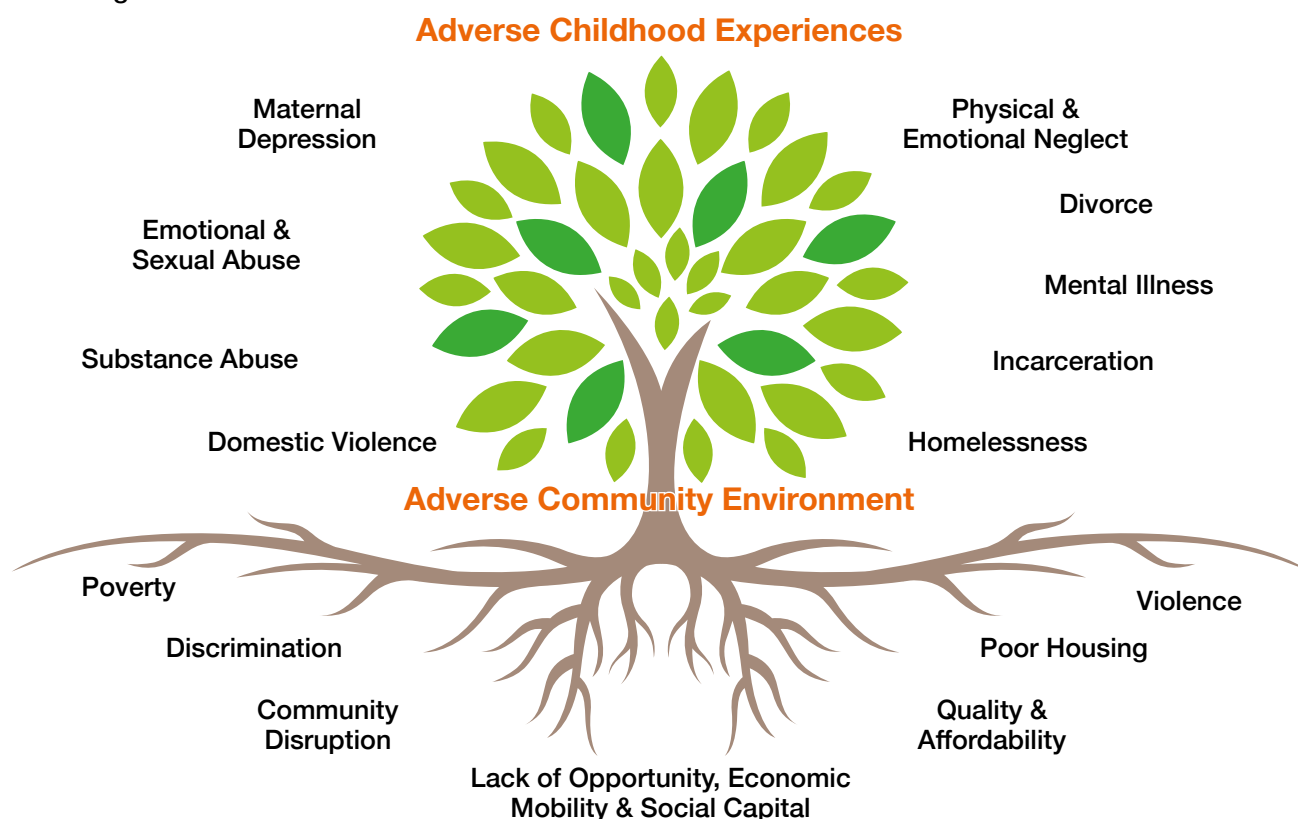 Adverse Childhood Experiences
Maternal
Depression
Physical &
Emotional Neglect
Divorce
Emotional &
Sexual Abuse
Mental Illness
Substance Abuse
Incarceration
Domestic Violence
Homelessness
Adverse Community Environment
Poverty
Violence
Discrimination
Poor Housing
Community
Disruption
Quality &
Affordability
Lack of Opportunity, Economic
Mobility & Social Capital